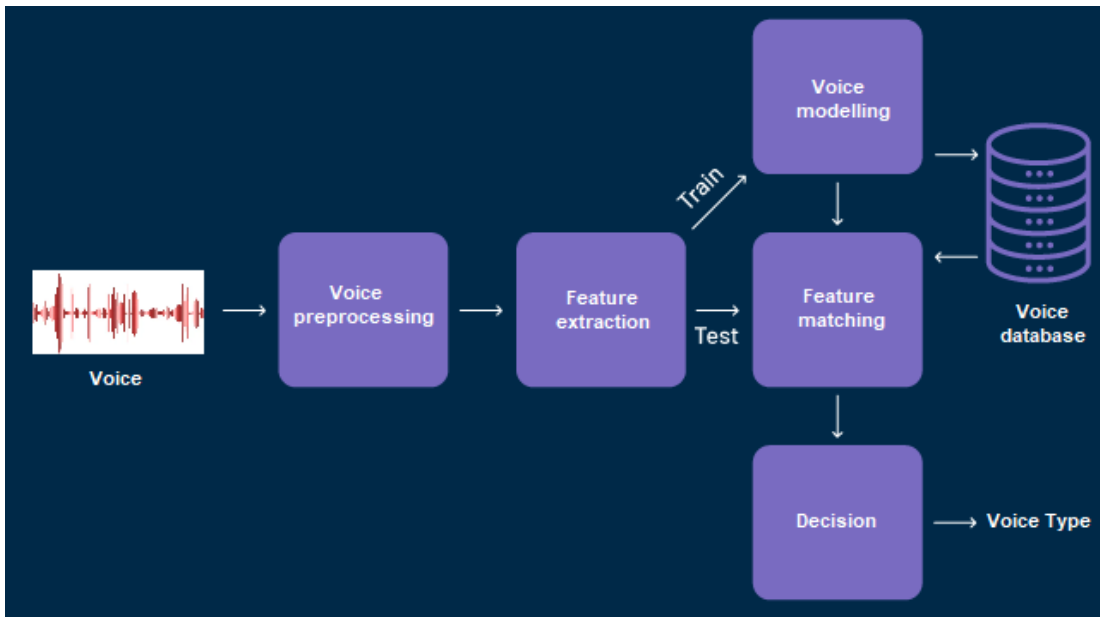 Voice
modelling
Train
Voice
preprocessing
Feature
extraction
Feature
matching
Test
Voice
database
Voice
Decision
Voice Type